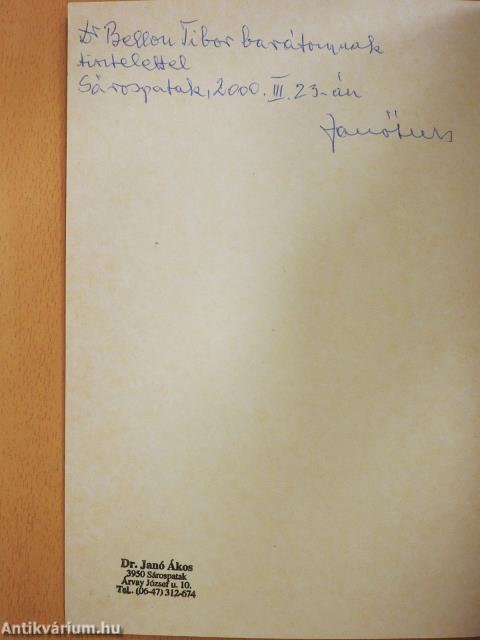 Dr Bellon Tibor barátomnak
tisztelettel
Sárospatak, 2000. III. 23-án
Janó Ákos
Dr. Janó Ákos
3950 Sárospatak
Árvay József u. 10.
Tel. (06-47) 312-674
Antikvárium.hu